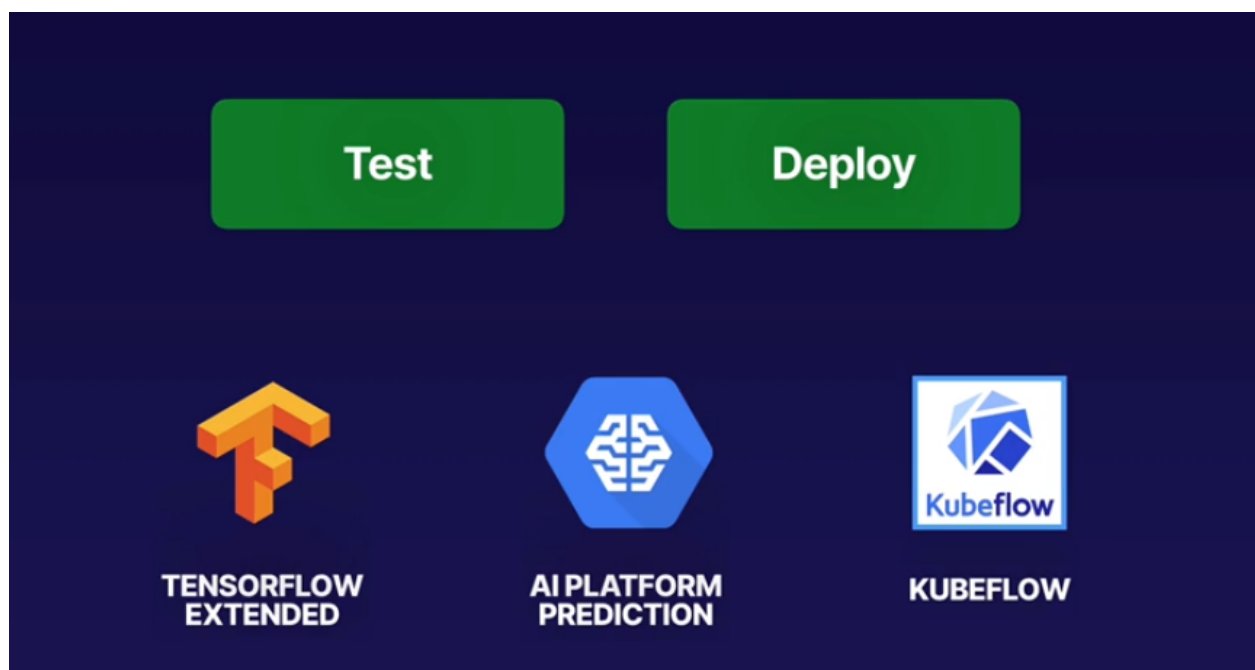 Test
Deploy
Kubeflow
TENSORFLOW
EXTENDED
AI PLATFORM
PREDICTION
KUBEFLOW